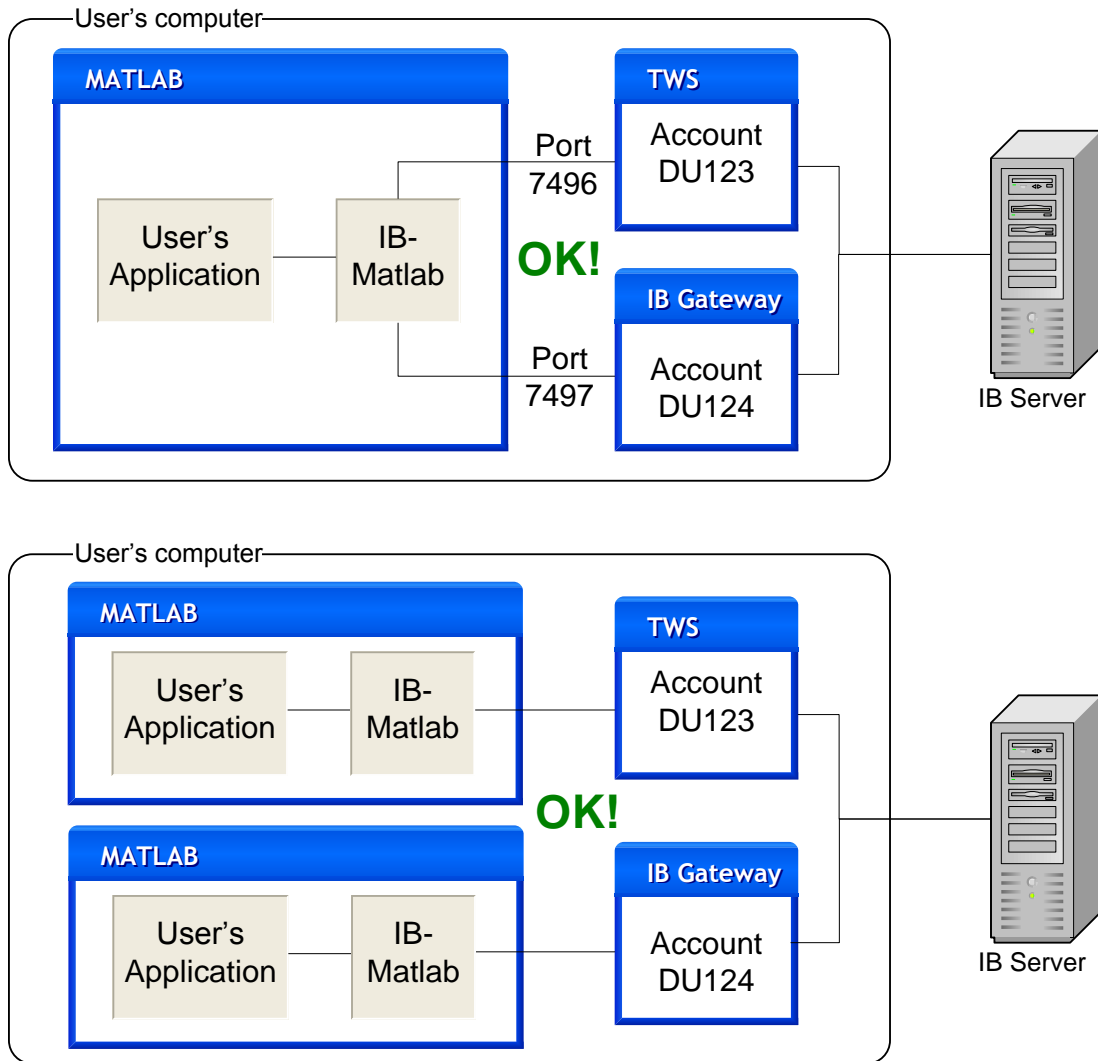 User’s computer
MATLAB
TWS
Account
DU123
Port
7496
User’s
Application
IB-
Matlab
OK!
IB Gateway
Account
DU124
Port
7497
IB Server
User’s computer
MATLAB
TWS
User’s
Application
IB-
Matlab
Account
DU123
OK!
MATLAB
IB Gateway
User’s
Application
IB-
Matlab
Account
DU124
IB Server